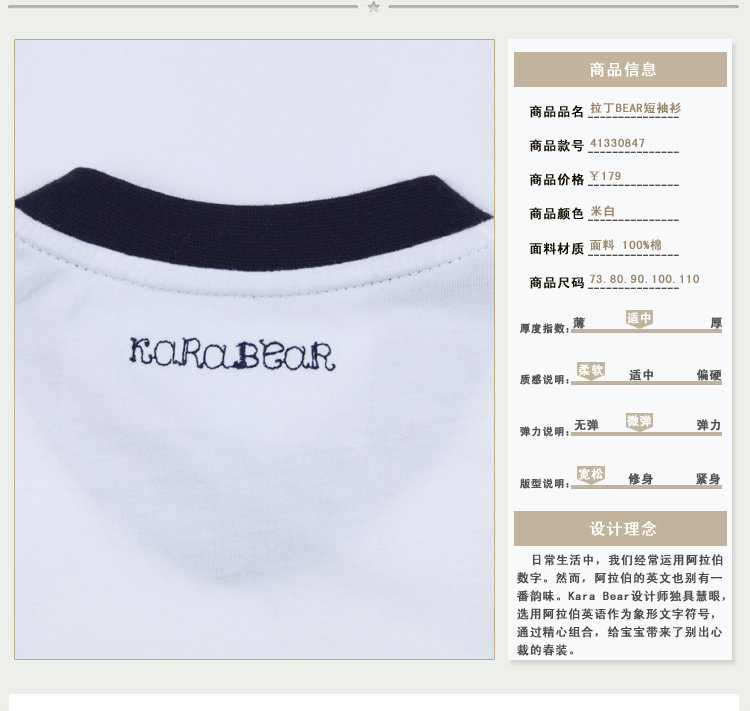 KaRaBEaR
商品信息
商品品名 拉丁BEAR短袖衫
商品款号 41330847
商品价格 ￥179
商品颜色 米白
面料材质 面料 100%棉
商品尺码 73.80.90.100.110
厚度指数: 薄 适中 厚
质感说明: 柔软 适中 偏硬
弹力说明: 无弹 微弹 弹力
版型说明: 宽松 修身 紧身
设计理念
日常生活中，我们经常运用阿拉伯
数字。然而，阿拉伯的英文也别有一
番韵味。Kara Bear设计师独具慧眼，
选用阿拉伯英语作为象形文字符号，
通过精心组合，给宝宝带来了别出心
裁的春装。